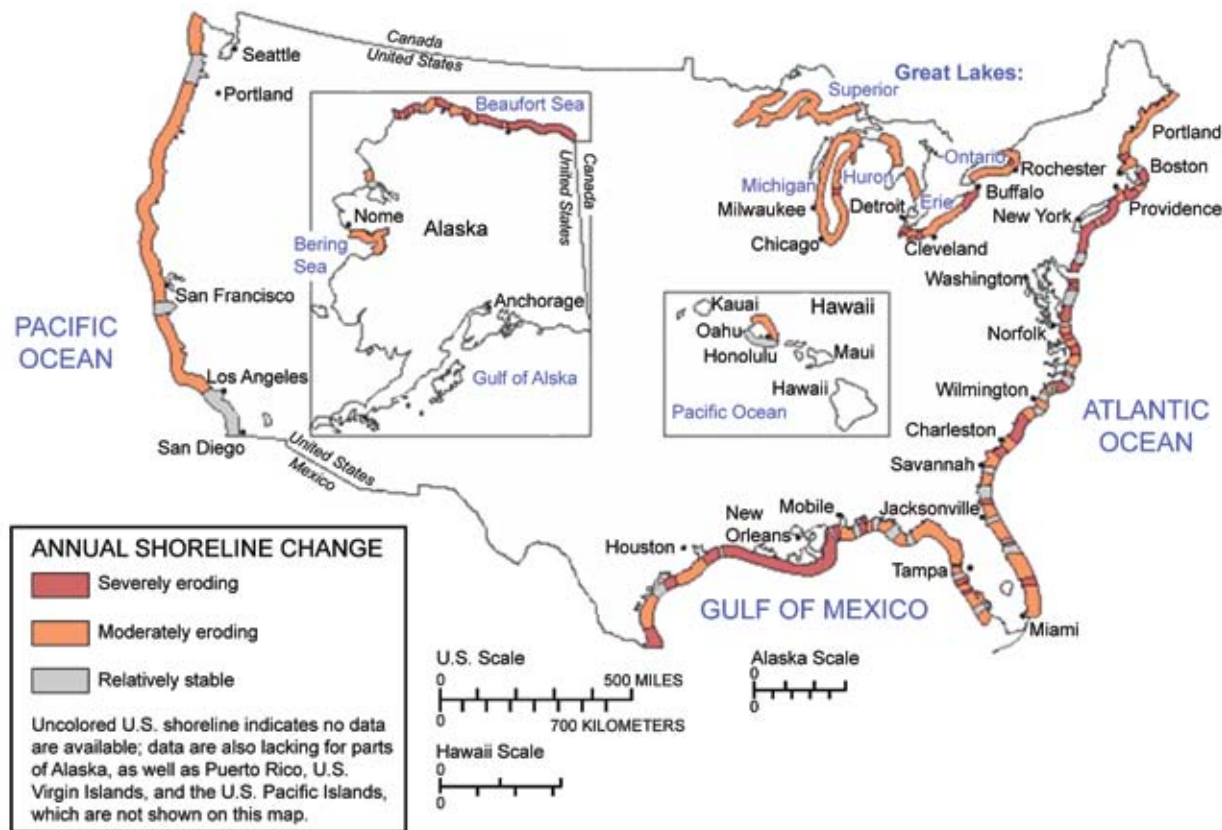 Canada
United States
Seattle
Portland
Great Lakes:
Superior
Beaufort Sea
Canada
United States
Nome
Alaska
Bering
Sea
Anchorage
Gulf of Alska
Michigan
Huron
Ontario
Erie
Milwaukee
Chicago
Detroit
Cleveland
Rochester
Buffalo
Portland
Boston
Providence
New York
Washington
Norfolk
Wilmington
Charleston
Savannah
Jacksonville
PACIFIC
OCEAN
San Francisco
Los Angeles
San Diego
United States
Mexico
Kauai
Hawaii
Oahu
Honolulu
Maui
Hawaii
Pacific Ocean
ATLANTIC
OCEAN
Houston
New
Orleans
Mobile
Tampa
Miami
GULF OF MEXICO
ANNUAL SHORELINE CHANGE
Severely eroding
Moderately eroding
Relatively stable
Uncolored U.S. shoreline indicates no data
are available; data are also lacking for parts
of Alaska, as well as Puerto Rico, U.S.
Virgin Islands, and the U.S. Pacific Islands,
which are not shown on this map.
U.S. Scale
0 500 MILES
0 700 KILOMETERS
Hawaii Scale
0
0
Alaska Scale
0
0